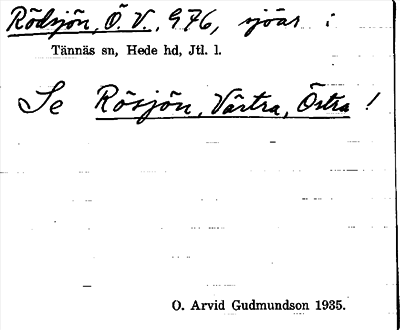 Rödsjön, Ö. V., 976, sjöar i
Tännäs sn, Hede hd, Jtl. l.
Se Rösjön, Västra, Östra!
O. Arvid Gudmundson 1935.